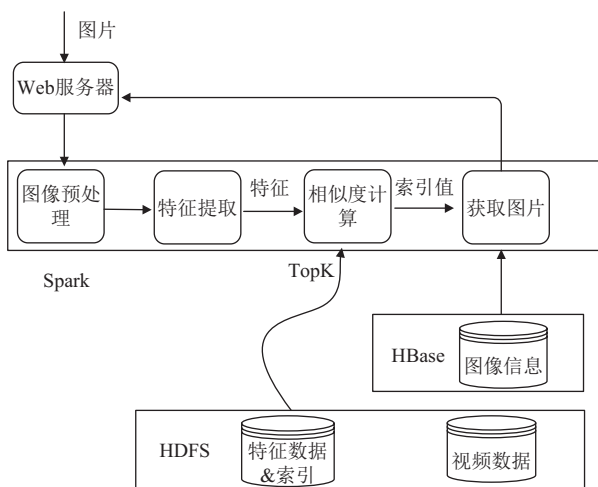 图片
Web服务器
图像预处
理
特征提取
特征
相似度计
算
索引值
获取图片
Spark
TopK
HBase
图像信息
HDFS
特征数据
&索引
视频数据